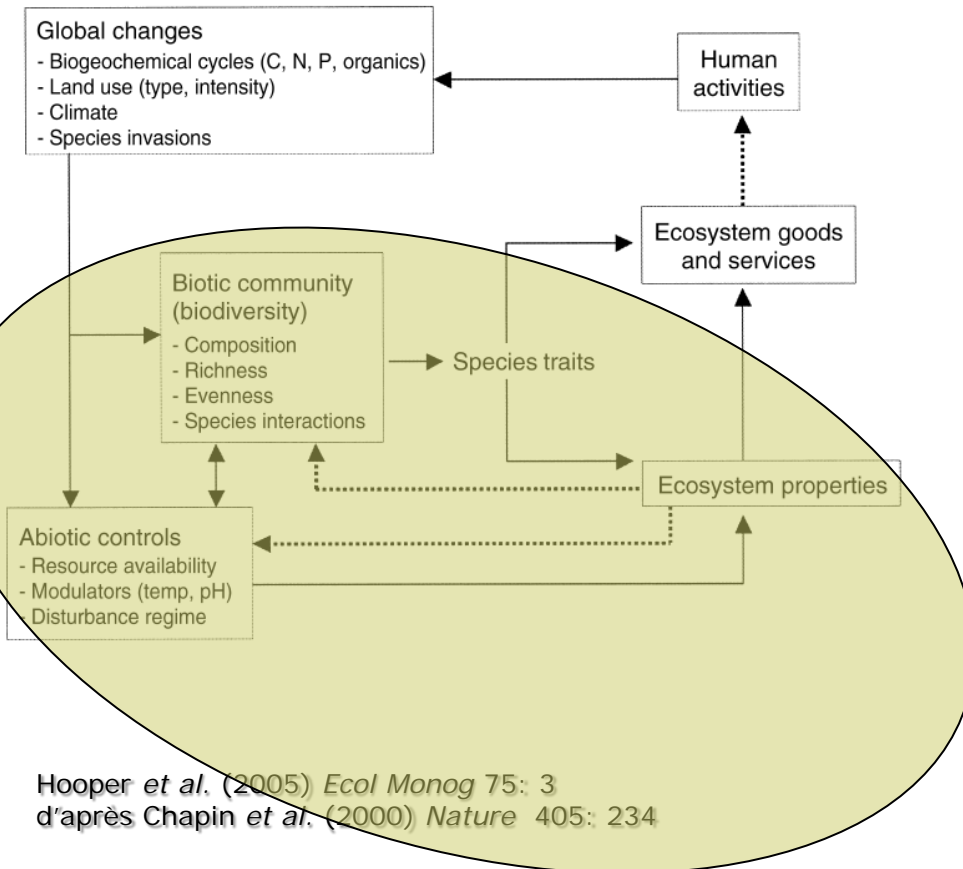 Global changes
- Biogeochemical cycles (C, N, P, organics)
- Land use (type, intensity)
- Climate
- Species invasions
Human
activities
Ecosystem goods
and services
Biotic community
(biodiversity)
- Composition
- Richness
- Evenness
- Species interactions
Species traits
Ecosystem properties
Abiotic controls
- Resource availability
- Modulators (temp, pH)
- Disturbance regime
Hooper et al. (2005) Ecol Monog 75: 3
d'après Chapin et al. (2000) Nature 405: 234